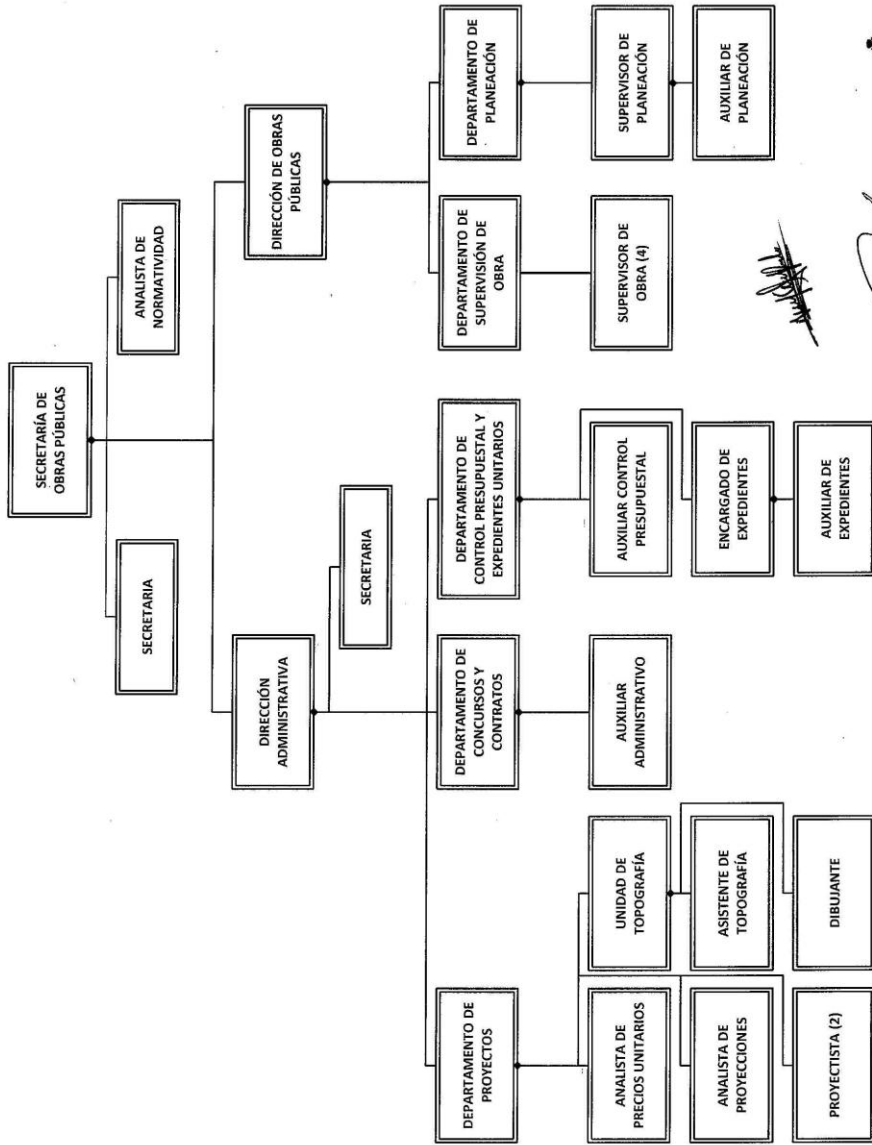 SECRETARÍA DE
OBRAS PÚBLICAS
SECRETARIA
ANALISTA DE
NORMATIVIDAD
DIRECCIÓN
ADMINISTRATIVA
DIRECCIÓN DE OBRAS
PÚBLICAS
SECRETARIA
DEPARTAMENTO DE
PROYECTOS
DEPARTAMENTO DE
CONCURSOS Y
CONTRATOS
DEPARTAMENTO DE
CONTROL PRESUPUESTAL Y
EXPEDIENTES UNITARIOS
DEPARTAMENTO DE
SUPERVISIÓN DE
OBRA
DEPARTAMENTO DE
PLANEACIÓN
ANALISTA DE
PRECIOS UNITARIOS
UNIDAD DE
TOPOGRAFÍA
AUXILIAR
ADMINISTRATIVO
AUXILIAR CONTROL
PRESUPUESTAL
SUPERVISOR DE
OBRA (4)
SUPERVISOR DE
PLANEACIÓN
ANALISTA DE
PROYECCIONES
ASISTENTE DE
TOPOGRAFÍA
ENCARGADO DE
EXPEDIENTES
AUXILIAR DE
PLANEACIÓN
PROYECTISTA (2)
DIBUJANTE
AUXILIAR DE
EXPEDIENTES